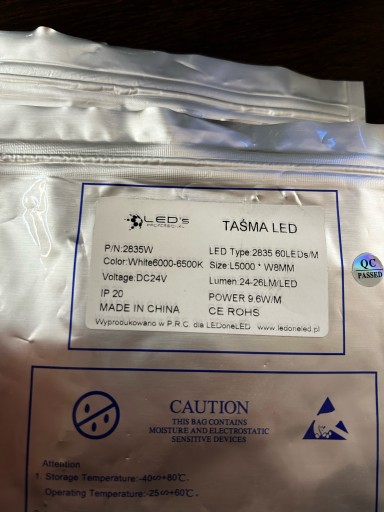 LED's
PROFESSIONAL
TAŚMA LED
P/N:2835W
LED Type:2835 60LEDs/M
Color:White6000-6500K
Size:L5000 * W8MM
Voltage:DC24V
Lumen:24-26LM/LED
IP 20
POWER 9.6W/M
MADE IN CHINA
CE ROHS
Wyprodukowano w P.R.C. dla LEDoneLED www.ledoneled.pl
QC
PASSED
CAUTION
THIS BAG CONTAINS
MOISTURE AND ELECTROSTATIC
SENSITIVE DEVICES
Attention
1. Storage Temperature:-40∽+80℃.
Operating Temperature:-25∽+60℃.